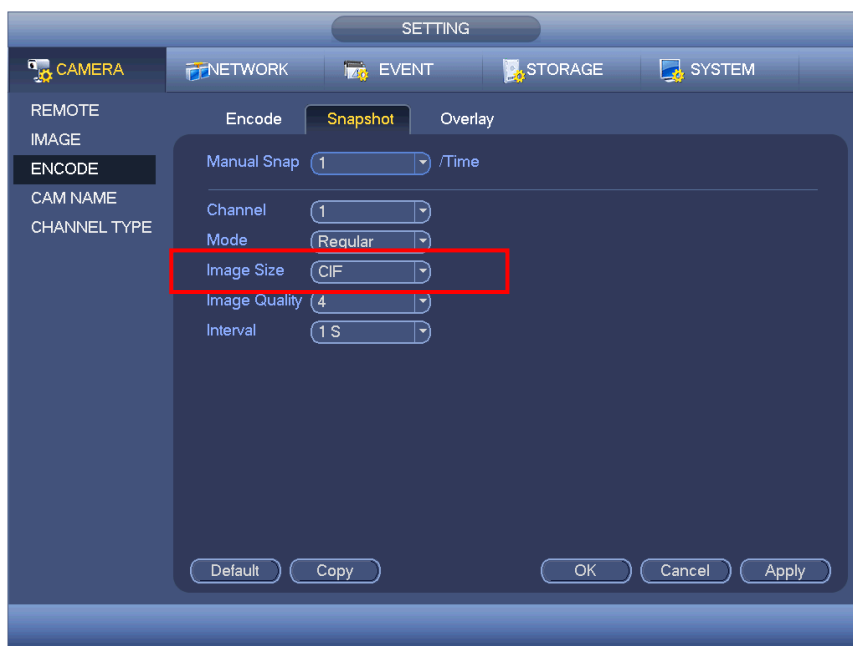 SETTING
CAMERA NETWORK EVENT STORAGE SYSTEM
REMOTE
IMAGE
ENCODE
CAM NAME
CHANNEL TYPE
Encode Snapshot Overlay
Manual Snap 1 /Time
Channel 1
Mode Regular
Image Size CIF
Image Quality 4
Interval 1 S
Default Copy OK Cancel Apply